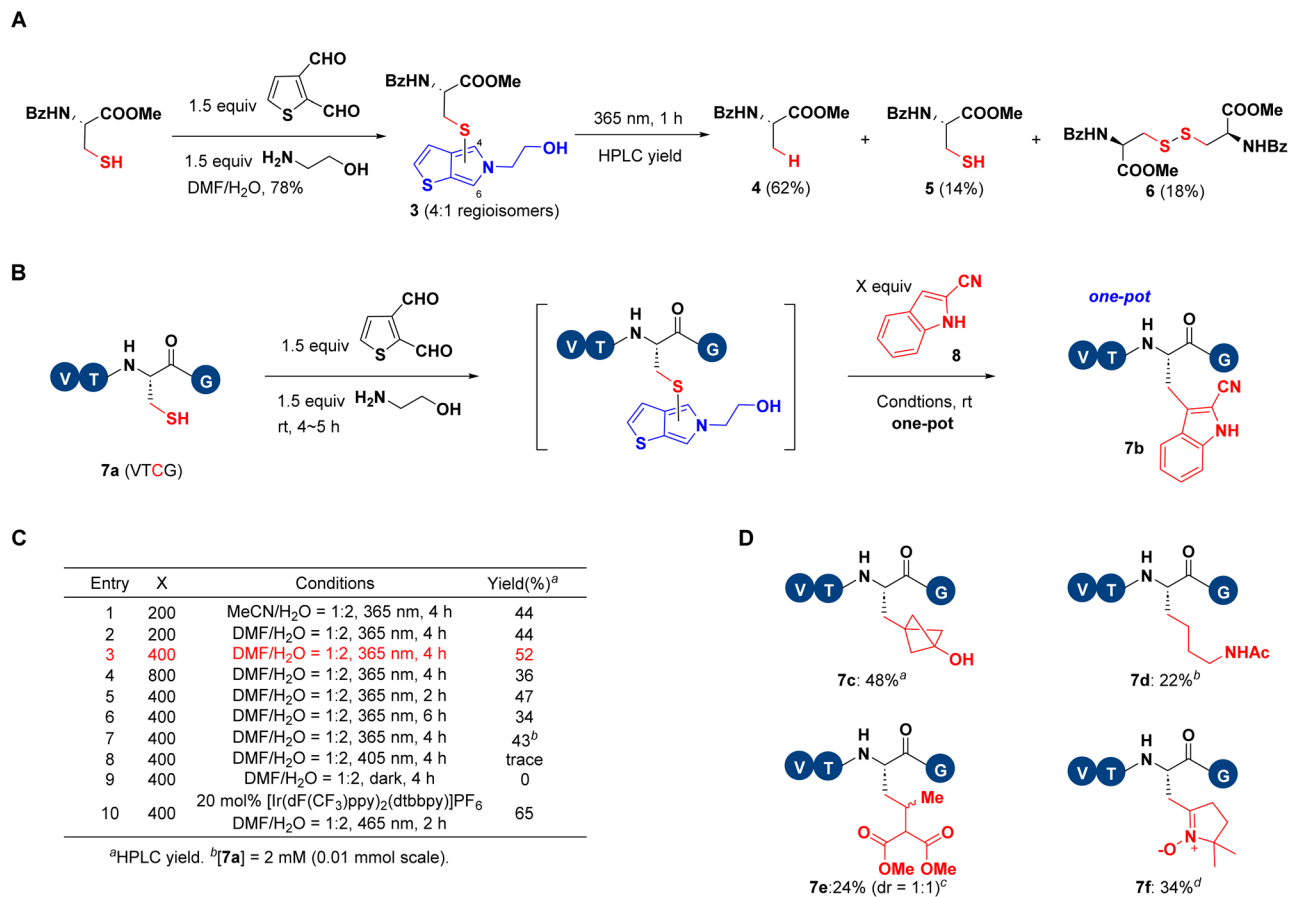 A
BzHN COOMe
SH
1.5 equiv
CHO
S CHO
1.5 equiv H2N OH
DMF/H2O, 78%
BzHN COOMe
S
4
N OH
S
6
3 (4:1 regioisomers)
365 nm, 1 h
HPLC yield
BzHN COOMe
H
4 (62%)
+
BzHN COOMe
SH
5 (14%)
+
COOMe
BzHN S S
NHBz
COOMe
6 (18%)
B
V T H N O G
SH
7a (VTCG)
1.5 equiv
CHO
S CHO
1.5 equiv H2N OH
rt, 4~5 h
V T H N O G
S
N OH
S
X equiv
CN
NH
8
Condtions, rt
one-pot
one-pot
V T H N O G
CN
NH
7b
C
Entry X Conditions Yield(%)a
1 200 MeCN/H2O = 1:2, 365 nm, 4 h 44
2 200 DMF/H2O = 1:2, 365 nm, 4 h 44
3 400 DMF/H2O = 1:2, 365 nm, 4 h 52
4 800 DMF/H2O = 1:2, 365 nm, 4 h 36
5 400 DMF/H2O = 1:2, 365 nm, 2 h 47
6 400 DMF/H2O = 1:2, 365 nm, 6 h 34
7 400 DMF/H2O = 1:2, 365 nm, 4 h 43b
8 400 DMF/H2O = 1:2, 405 nm, 4 h trace
9 400 DMF/H2O = 1:2, dark, 4 h 0
10 400 20 mol% [Ir(dF(CF3)ppy)2(dtbbpy)]PF6 65
DMF/H2O = 1:2, 465 nm, 2 h
aHPLC yield. b[7a] = 2 mM (0.01 mmol scale).
D
V T H N O G
OH
7c: 48%a
V T H N O G
NHAc
7d: 22%b
V T H N O G
Me
O O
OMe OMe
7e:24% (dr = 1:1)c
V T H N O G
-O N +
7f: 34%d